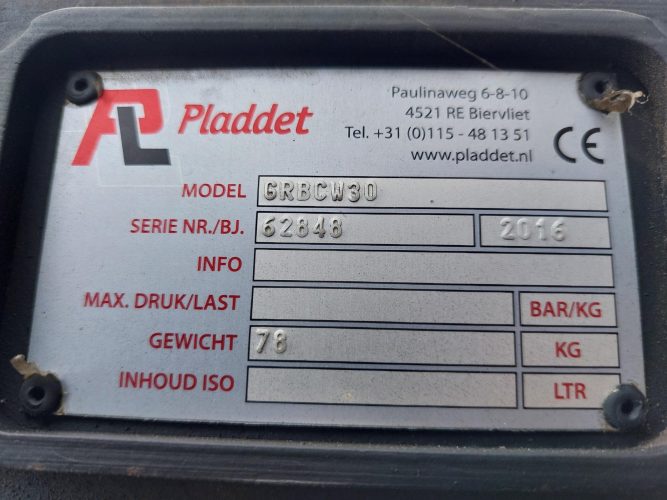 PL Pladdet
Paulinaweg 6-8-10
4521 RE Biervliet
Tel. +31 (0)115 - 48 13 51
www.pladdet.nl
CE
MODEL GRBCW30
SERIE NR./BJ. 62848 2016
INFO
MAX. DRUK/LAST BAR/KG
GEWICHT 78 KG
INHOUD ISO LTR